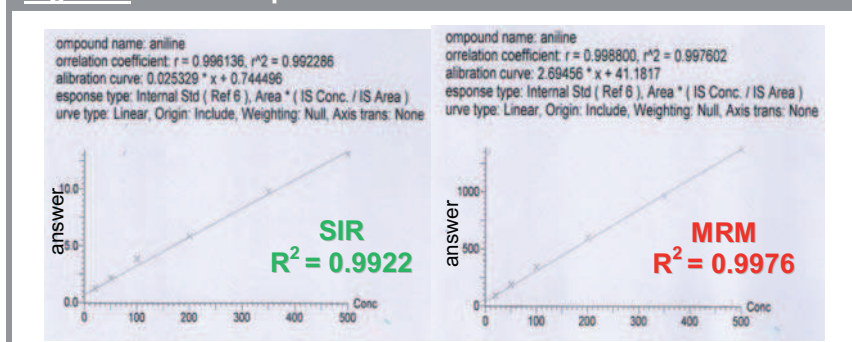 ompound name: aniline
orrelation coefficient: r = 0.996136, r^2 = 0.992286
alibration curve: 0.025329 * x + 0.744496
esponse type: Internal Std ( Ref 6 ), Area * ( IS Conc. / IS Area )
urve type: Linear, Origin: Include, Weighting: Null, Axis trans: None
answer
10.0
5.0
0.0
0
100
200
300
400
500
Conc
SIR
R² = 0.9922
ompound name: aniline
orrelation coefficient: r = 0.998800, r^2 = 0.997602
alibration curve: 2.69456 * x + 41.1817
esponse type: Internal Std ( Ref 6 ), Area * ( IS Conc. / IS Area )
urve type: Linear, Origin: Include, Weighting: Null, Axis trans: None
answer
1000
500
0
0
100
200
300
400
500
Conc
MRM
R² = 0.9976